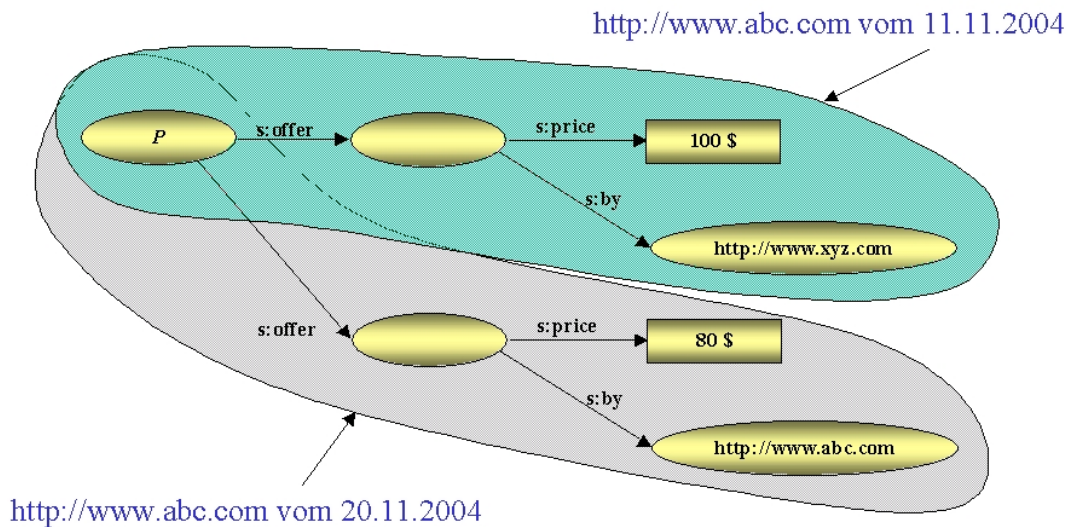 http://www.abc.com vom 11.11.2004
P
s:offer
s:price
100 $
s:by
http://www.xyz.com
s:offer
s:price
80 $
s:by
http://www.abc.com
http://www.abc.com vom 20.11.2004